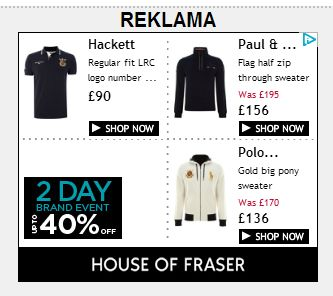 REKLAMA
Hackett
Regular fit LRC
logo number ...
£90
SHOP NOW
Paul & ...
Flag half zip
through sweater
Was £195
£156
SHOP NOW
2 DAY
BRAND EVENT
UP TO 40% OFF
Polo...
Gold big pony
sweater
Was £170
£136
SHOP NOW
HOUSE OF FRASER